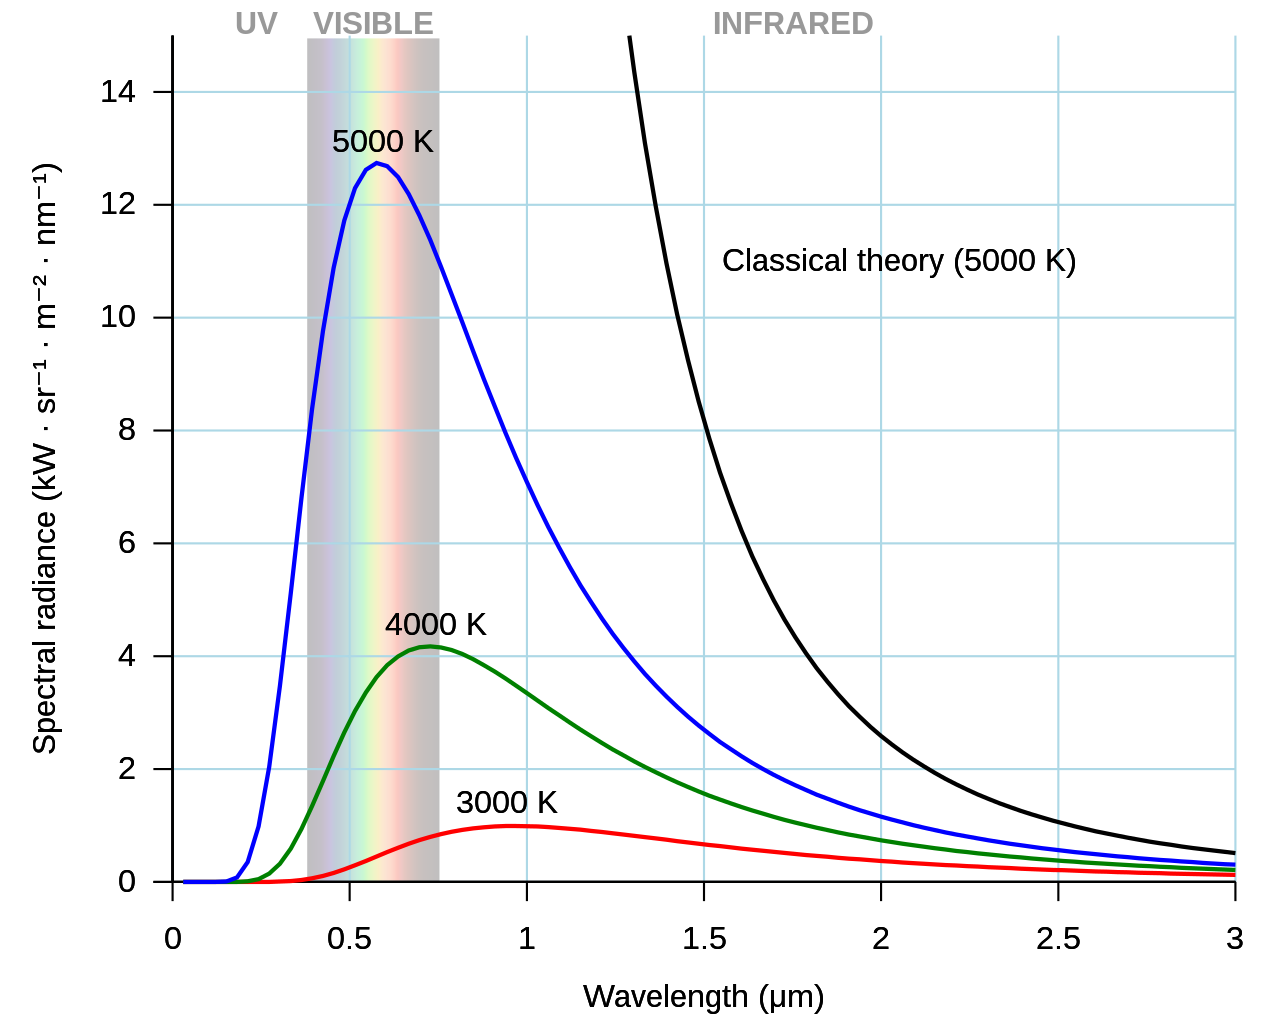 UV VISIBLE INFRARED
14
12
10
8
6
4
2
0
Spectral radiance (kW · sr⁻¹ · m⁻² · nm⁻¹)
5000 K
Classical theory (5000 K)
4000 K
3000 K
0 0.5 1 1.5 2 2.5 3
Wavelength (μm)